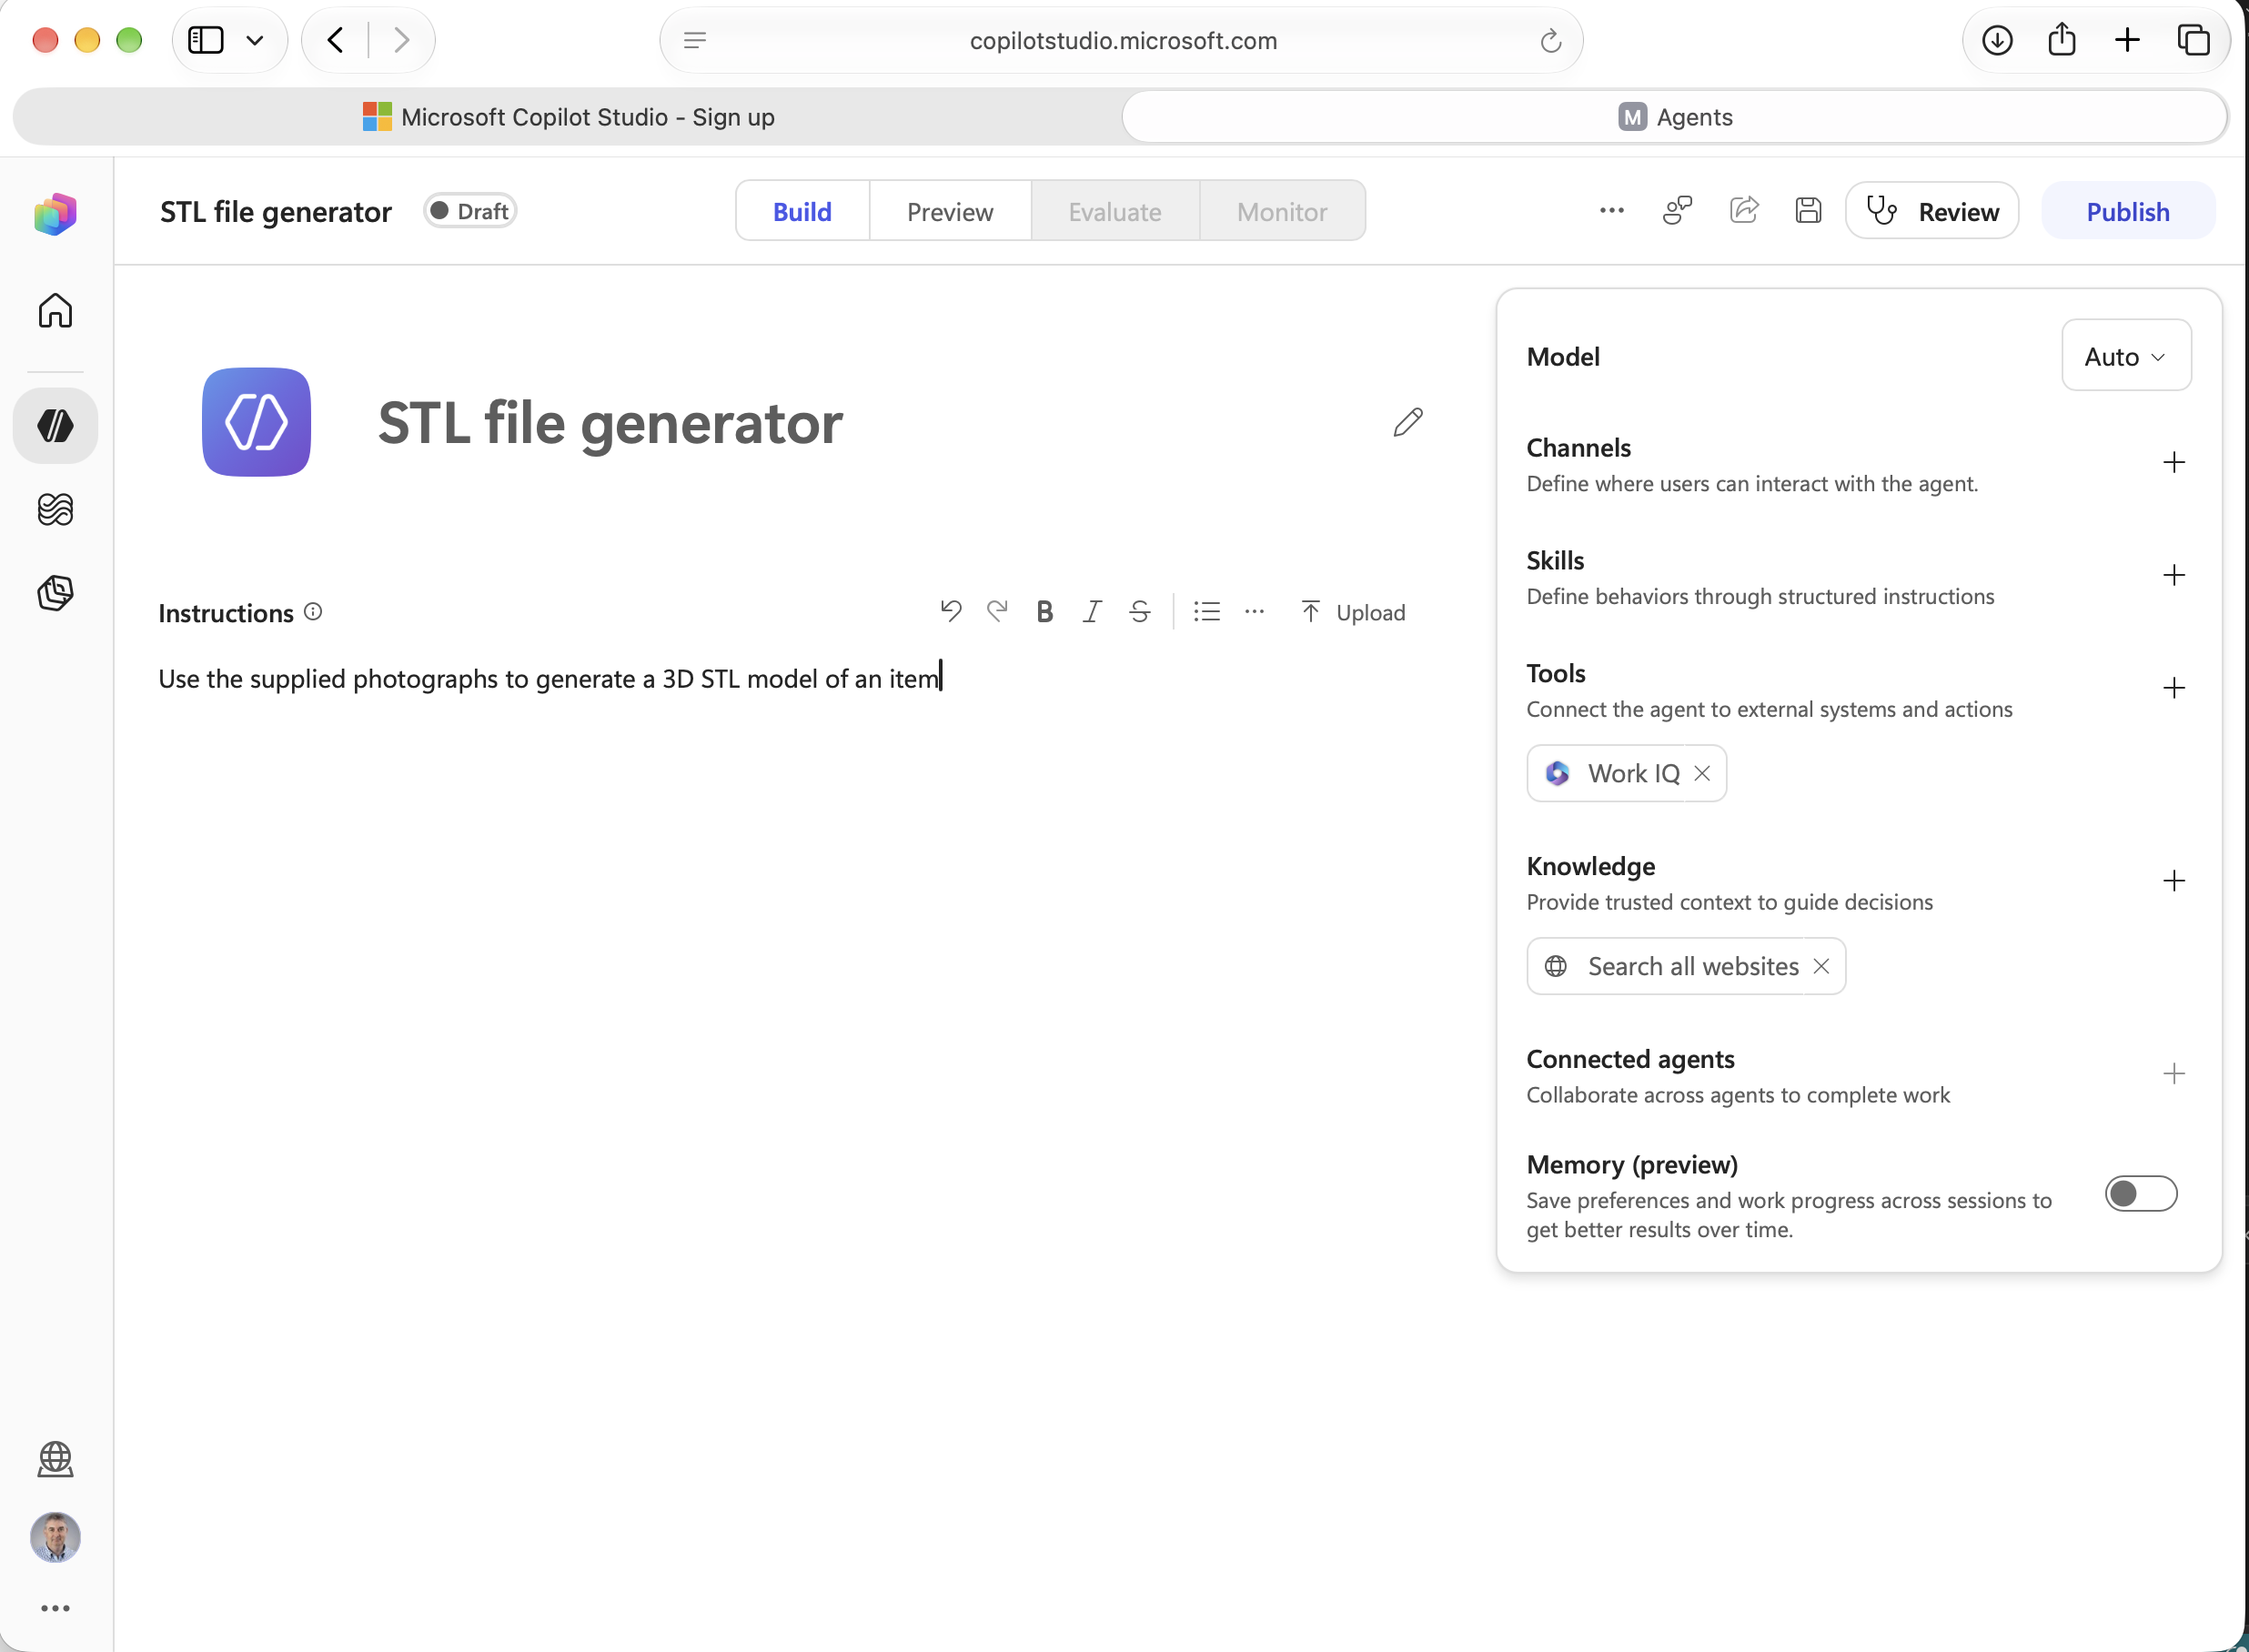 copilotstudio.microsoft.com
Microsoft Copilot Studio - Sign up
M Agents
STL file generator
Draft
Build
Preview
Evaluate
Monitor
Review
Publish
STL file generator
Instructions
Upload
Use the supplied photographs to generate a 3D STL model of an item
Model
Auto
Channels
Define where users can interact with the agent.
Skills
Define behaviors through structured instructions
Tools
Connect the agent to external systems and actions
Work IQ
Knowledge
Provide trusted context to guide decisions
Search all websites
Connected agents
Collaborate across agents to complete work
Memory (preview)
Save preferences and work progress across sessions to
get better results over time.